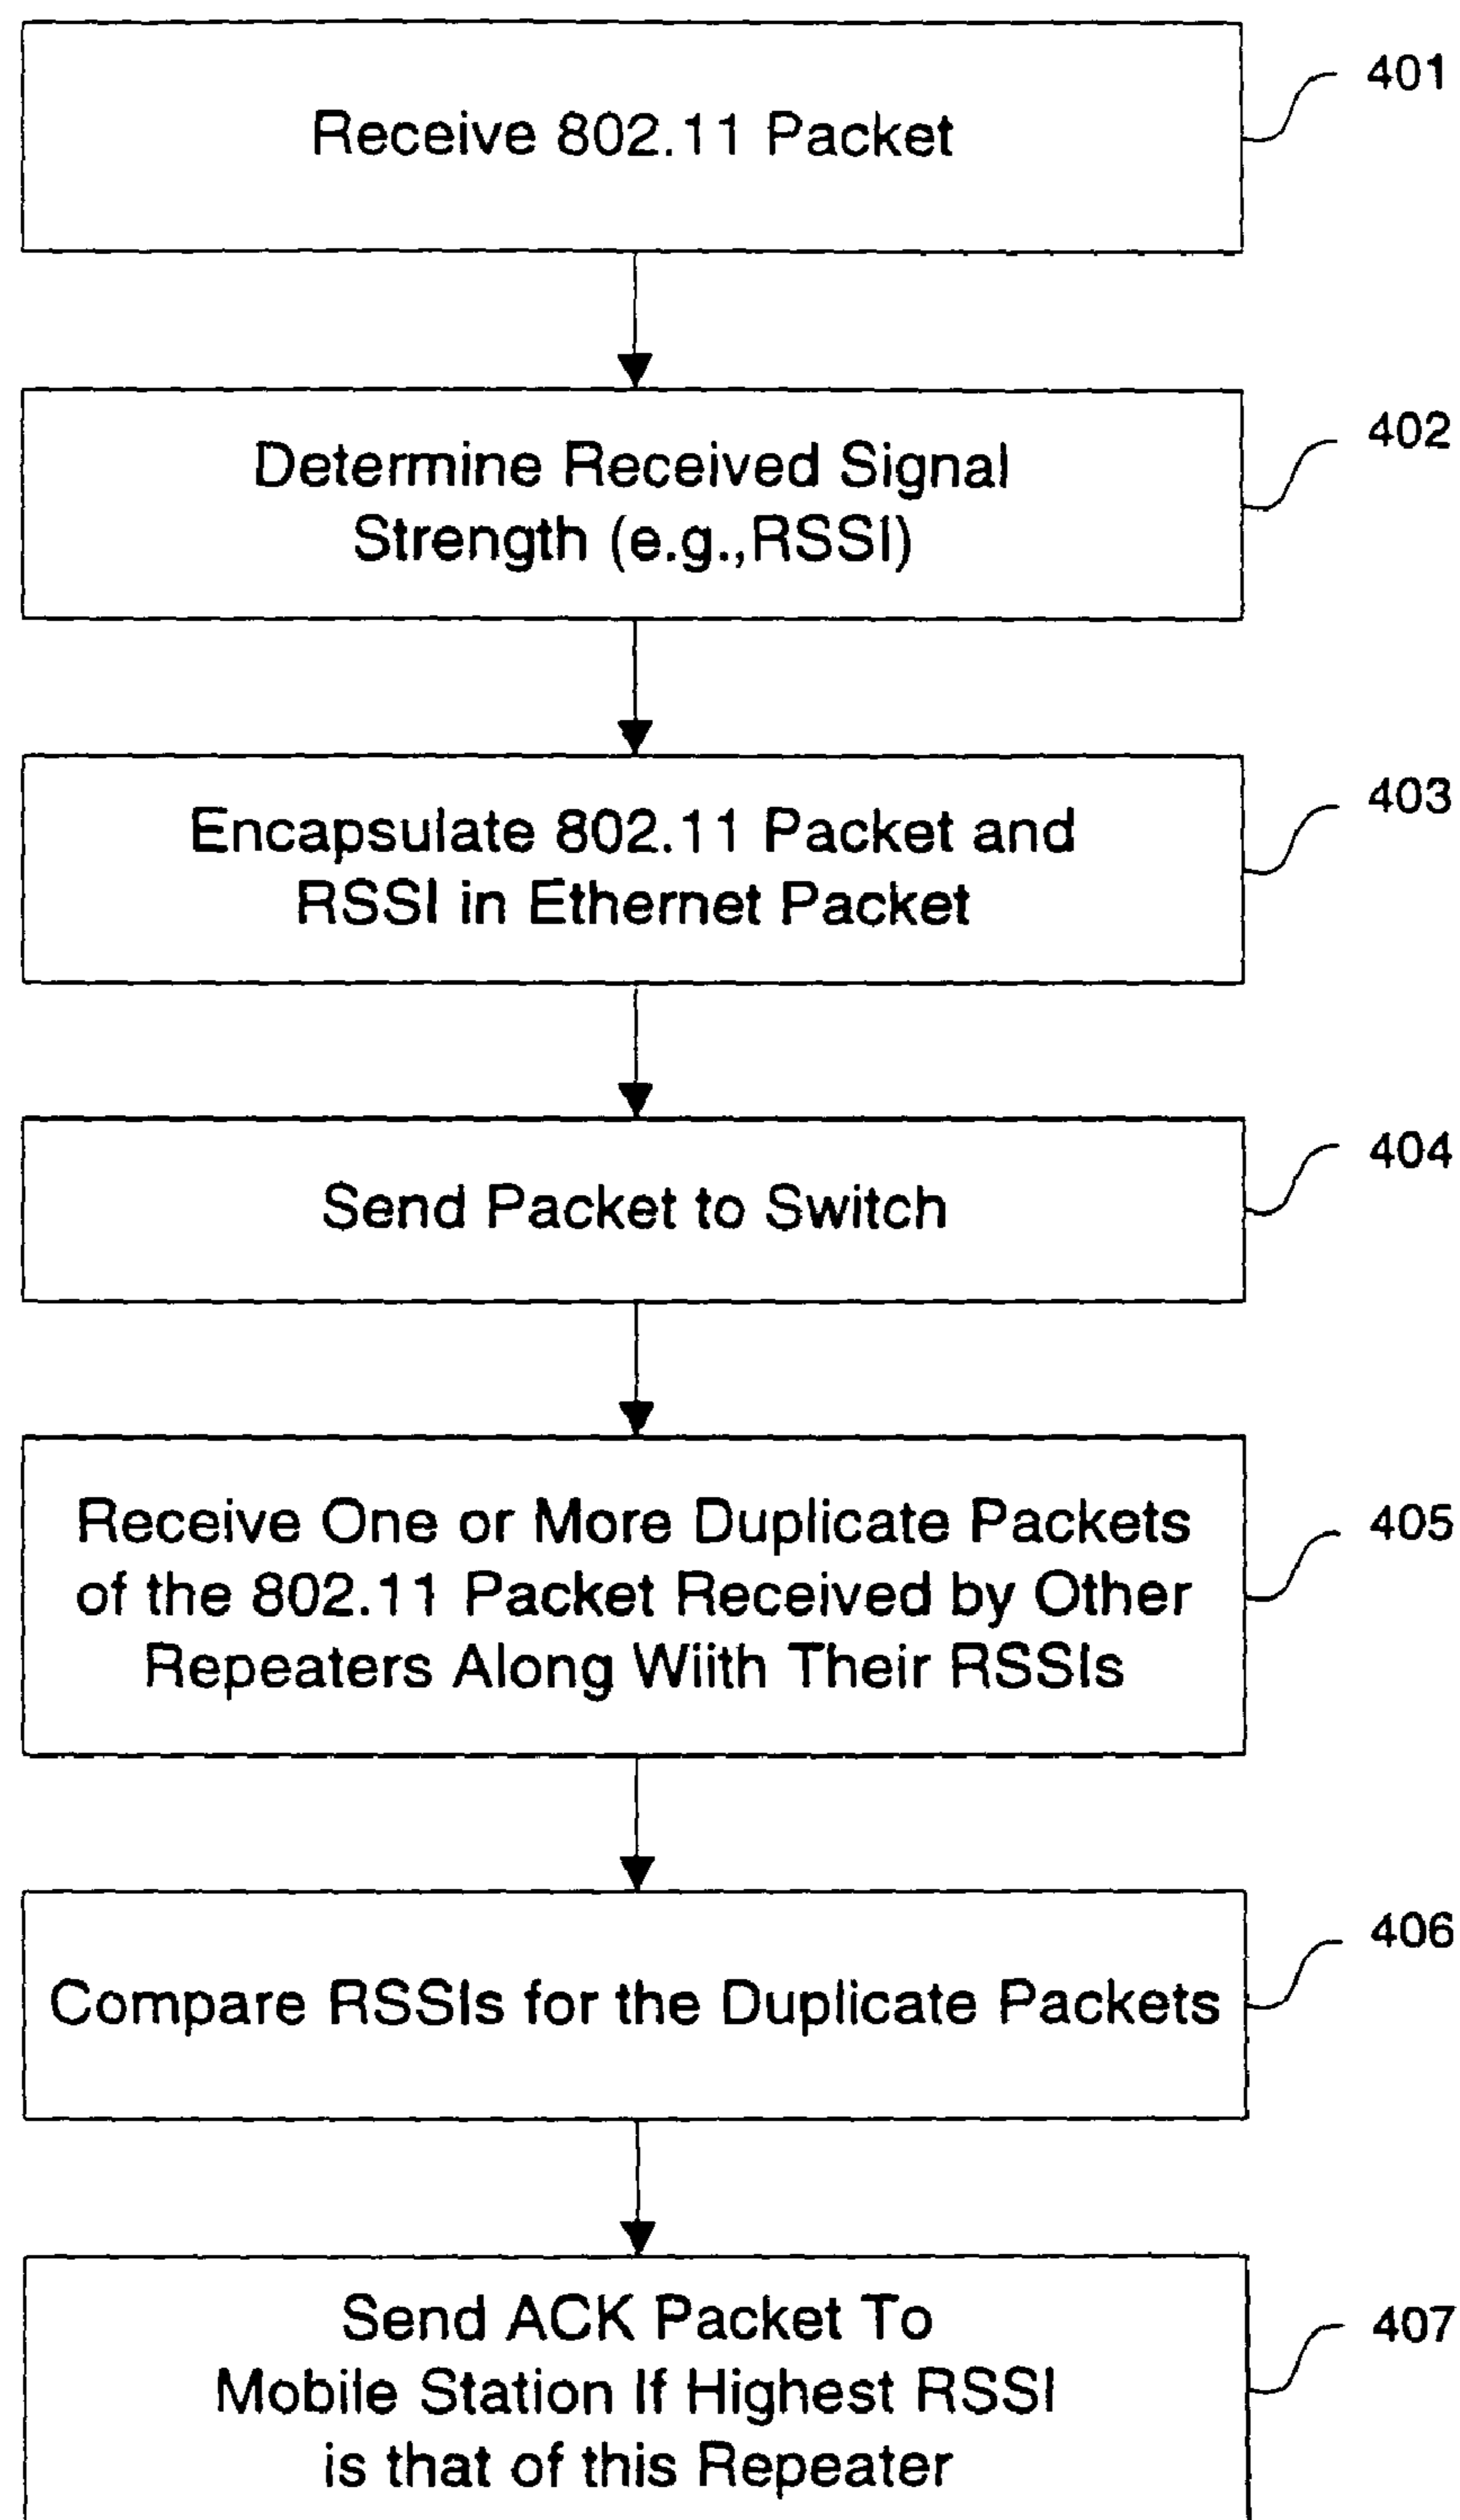 Receive 802.11 Packet
401
Determine Received Signal
Strength (e.g.,RSSI)
402
Encapsulate 802.11 Packet and
RSSI in Ethernet Packet
403
Send Packet to Switch
404
Receive One or More Duplicate Packets
of the 802.11 Packet Received by Other
Repeaters Along Wiith Their RSSIs
405
Compare RSSIs for the Duplicate Packets
406
Send ACK Packet To
Mobile Station If Highest RSSI
is that of this Repeater
407